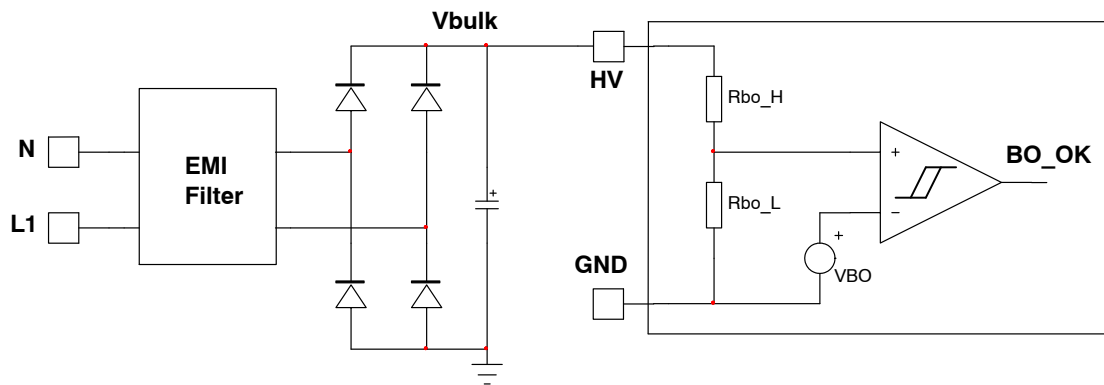 Vbulk
HV
Rbo_H
N
EMI
Filter
+
BO_OK
L1
+
Rbo_L
−
+
GND
VBO